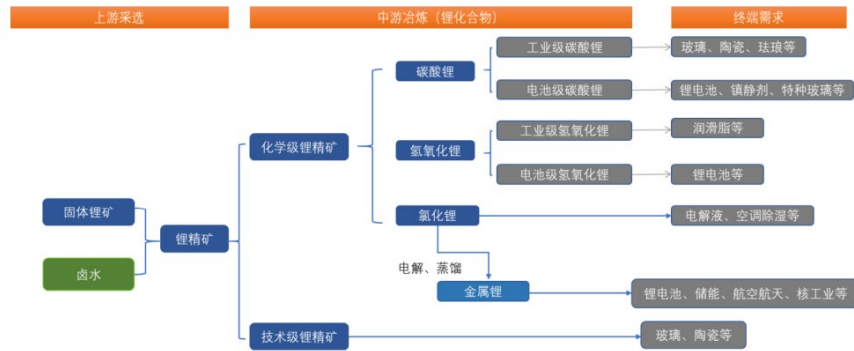 上游采选
中游冶炼（锂化合物）
终端需求
工业级碳酸锂
玻璃、陶瓷、珐琅等
碳酸锂
电池级碳酸锂
锂电池、镇静剂、特种玻璃等
工业级氢氧化锂
润滑脂等
化学级锂精矿
氢氧化锂
电池级氢氧化锂
锂电池等
固体锂矿
氯化锂
电解液、空调除湿等
锂精矿
卤水
电解、蒸馏
金属锂
锂电池、储能、航空航天、核工业等
技术级锂精矿
玻璃、陶瓷等